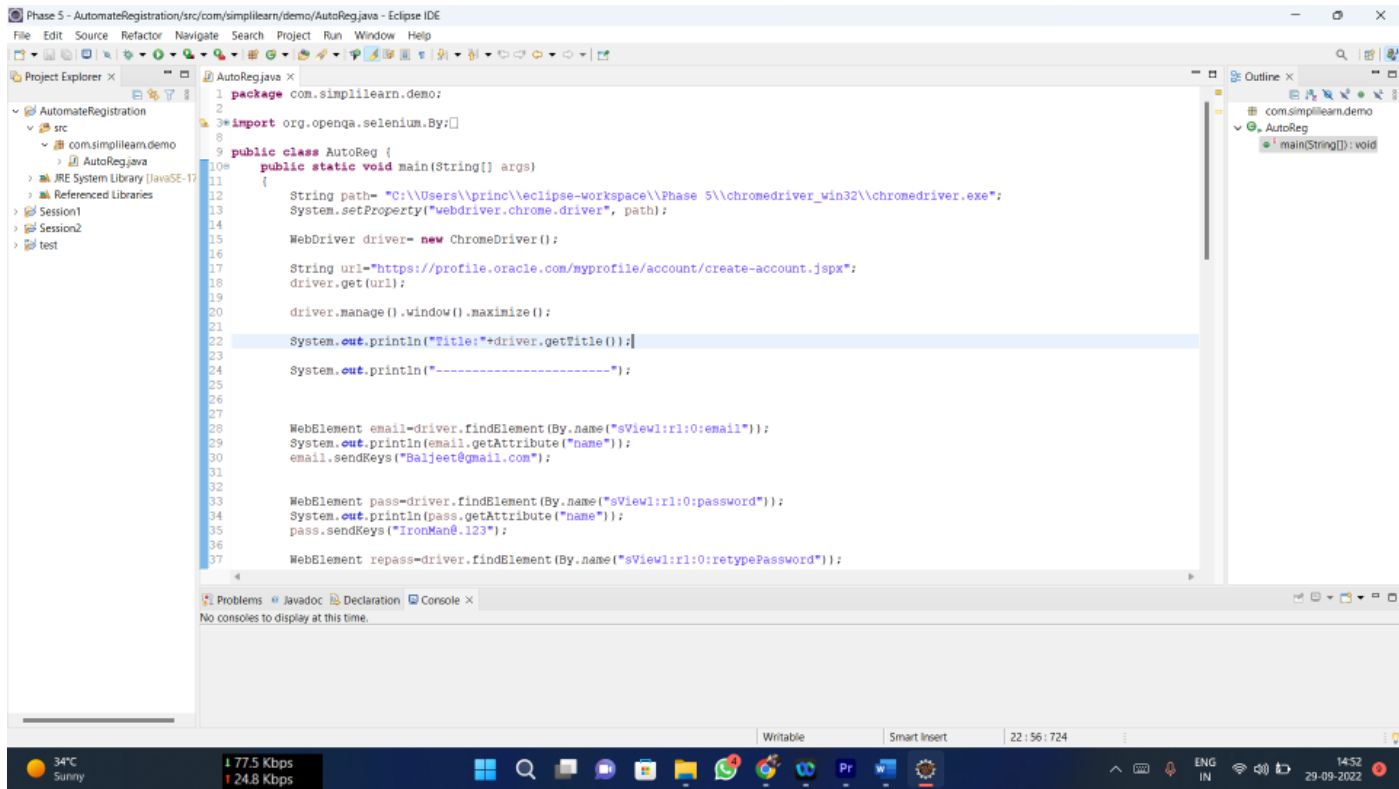 Phase 5 - AutomateRegistration/src/com/simplilearn/demo/AutoReg.java - Eclipse IDE
File Edit Source Refactor Navigate Search Project Run Window Help
Project Explorer
AutomateRegistration
src
com.simplilearn.demo
AutoReg.java
JRE System Library [JavaSE-17
Referenced Libraries
Session1
Session2
test
AutoReg.java
1 package com.simplilearn.demo;
2
3 import org.openqa.selenium.By;
8
9 public class AutoReg {
10 public static void main(String[] args)
11 {
12 String path= "C:\\Users\\princ\\eclipse-workspace\\Phase 5\\chromedriver_win32\\chromedriver.exe";
13 System.setProperty("webdriver.chrome.driver", path);
14
15 WebDriver driver= new ChromeDriver();
16
17 String url="https://profile.oracle.com/myprofile/account/create-account.jspx";
18 driver.get(url);
19
20 driver.manage().window().maximize();
21
22 System.out.println("Title:"+driver.getTitle());
23
24 System.out.println("------------------------");
25
26
27
28 WebElement email=driver.findElement(By.name("sView1:r1:0:email"));
29 System.out.println(email.getAttribute("name"));
30 email.sendKeys("Baljeet@gmail.com");
31
32
33 WebElement pass=driver.findElement(By.name("sView1:r1:0:password"));
34 System.out.println(pass.getAttribute("name"));
35 pass.sendKeys("IronMan@.123");
36
37 WebElement repass=driver.findElement(By.name("sView1:r1:0:retypePassword"));
Outline
com.simplilearn.demo
AutoReg
main(String[]) : void
Problems Javadoc Declaration Console
No consoles to display at this time.
Writable Smart Insert 22 : 56 : 724
34°C
Sunny
77.5 Kbps
24.8 Kbps
4
Pr
ENG
IN
14:52
29-09-2022
9